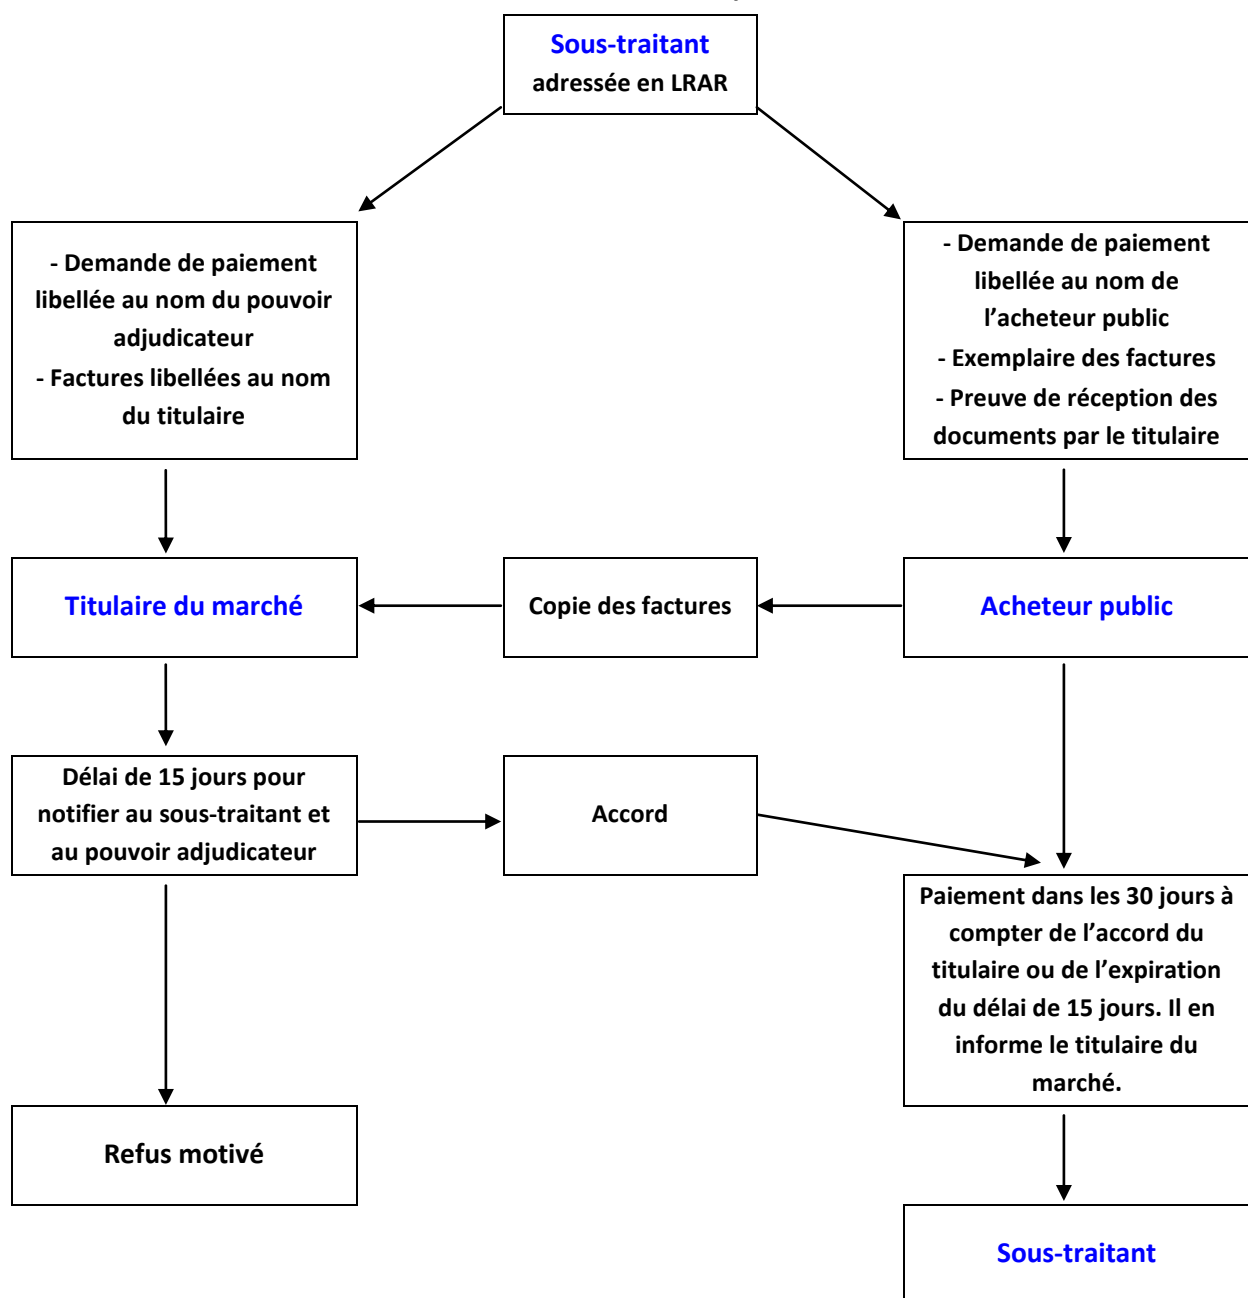 Sous-traitant
adressée en LRAR
- Demande de paiement
libellée au nom du pouvoir
adjudicateur
- Factures libellées au nom
du titulaire
- Demande de paiement
libellée au nom de
l’acheteur public
- Exemplaire des factures
- Preuve de réception des
documents par le titulaire
Titulaire du marché
Copie des factures
Acheteur public
Délai de 15 jours pour
notifier au sous-traitant et
au pouvoir adjudicateur
Accord
Paiement dans les 30 jours à
compter de l’accord du
titulaire ou de l’expiration
du délai de 15 jours. Il en
informe le titulaire du
marché.
Refus motivé
Sous-traitant